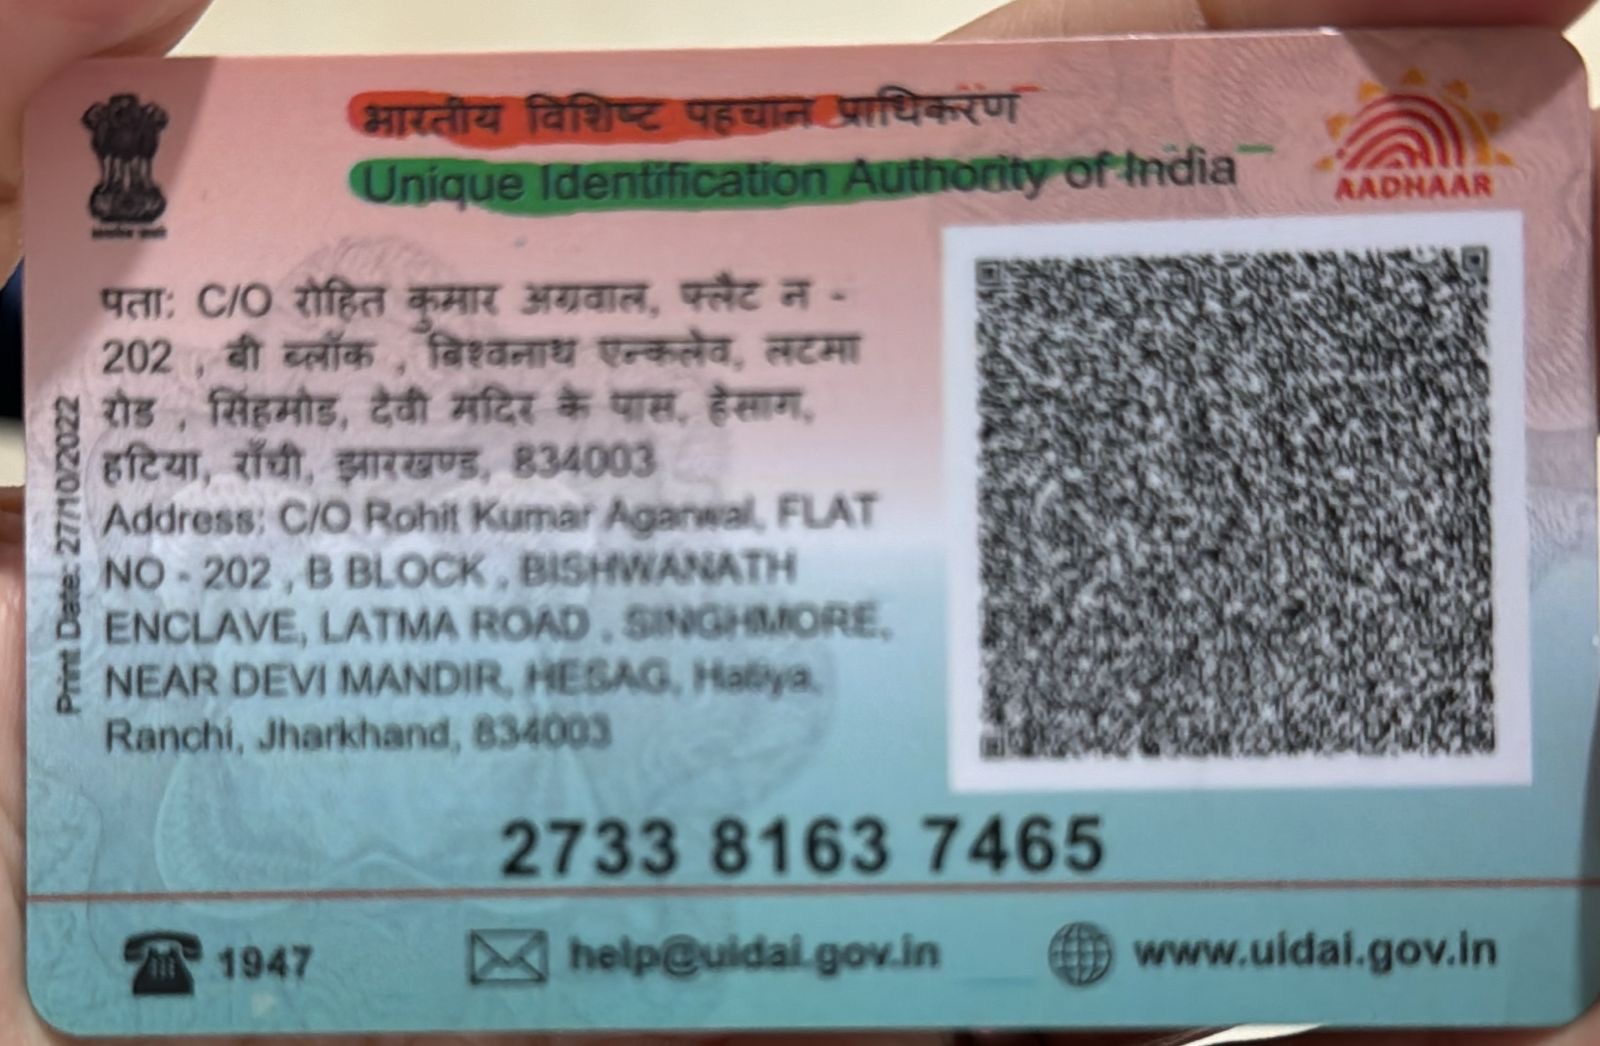 भारतीय विशिष्ट पहचान प्राधिकरण
Unique Identification Authority of India
AADHAAR
पता: C/O रोहित कुमार अग्रवाल, फ्लैट न -
202 , बी ब्लॉक , बिश्वनाथ एन्कलेव, लटमा
रोड , सिंहमोड, देवी मंदिर के पास, हेसाग,
हटिया, राँची, झारखण्ड, 834003
Address: C/O Rohit Kumar Agarwal, FLAT
NO - 202 , B BLOCK , BISHWANATH
ENCLAVE, LATMA ROAD , SINGHMORE,
NEAR DEVI MANDIR, HESAG, Hatiya,
Ranchi, Jharkhand, 834003
Print Date: 27/10/2022
2733 8163 7465
1947
help@uidai.gov.in
www.uidai.gov.in